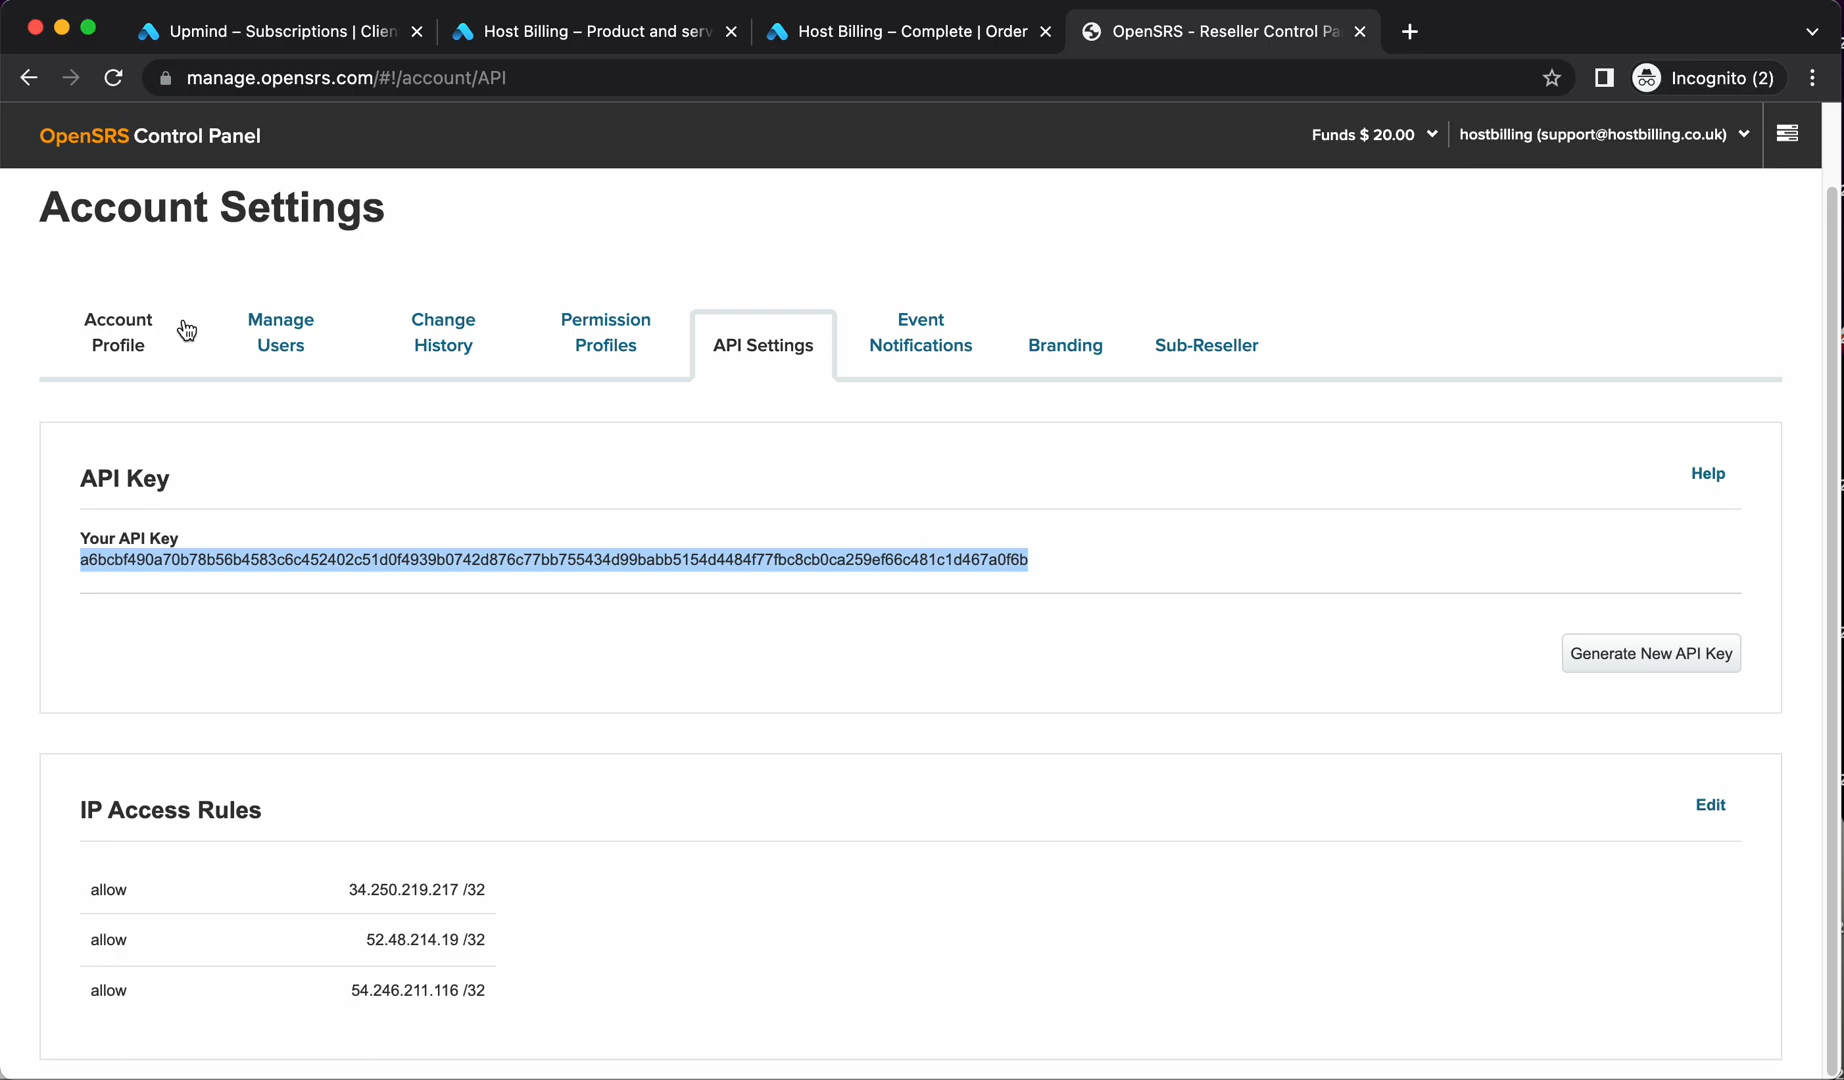 Upmind – Subscriptions | Clien
Host Billing – Product and serv
Host Billing – Complete | Order
OpenSRS - Reseller Control Pa
manage.opensrs.com/#!/account/API
Incognito (2)
OpenSRS Control Panel
Funds $ 20.00
hostbilling (support@hostbilling.co.uk)
Account Settings
Account
Profile
Manage
Users
Change
History
Permission
Profiles
API Settings
Event
Notifications
Branding
Sub-Reseller
API Key
Help
Your API Key
a6bcbf490a70b78b56b4583c6c452402c51d0f4939b0742d876c77bb755434d99babb5154d4484f77fbc8cb0ca259ef66c481c1d467a0f6b
Generate New API Key
IP Access Rules
Edit
allow 34.250.219.217 /32
allow 52.48.214.19 /32
allow 54.246.211.116 /32